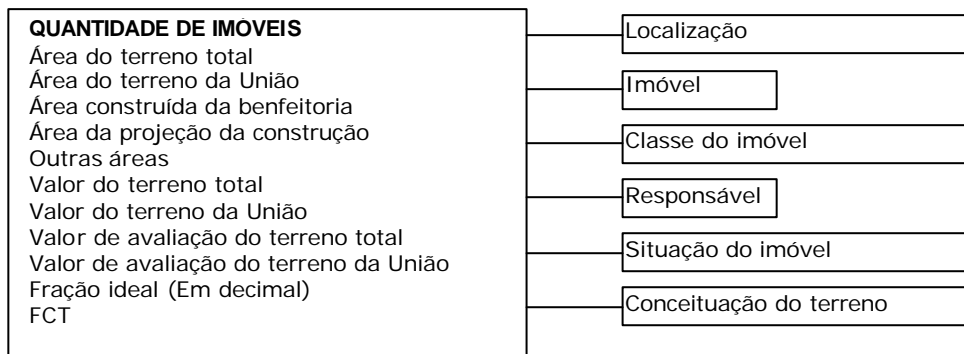 QUANTIDADE DE IMÓVEIS
Área do terreno total
Área do terreno da União
Área construída da benfeitoria
Área da projeção da construção
Outras áreas
Valor do terreno total
Valor do terreno da União
Valor de avaliação do terreno total
Valor de avaliação do terreno da União
Fração ideal (Em decimal)
FCT
Localização
Imóvel
Classe do imóvel
Responsável
Situação do imóvel
Conceituação do terreno